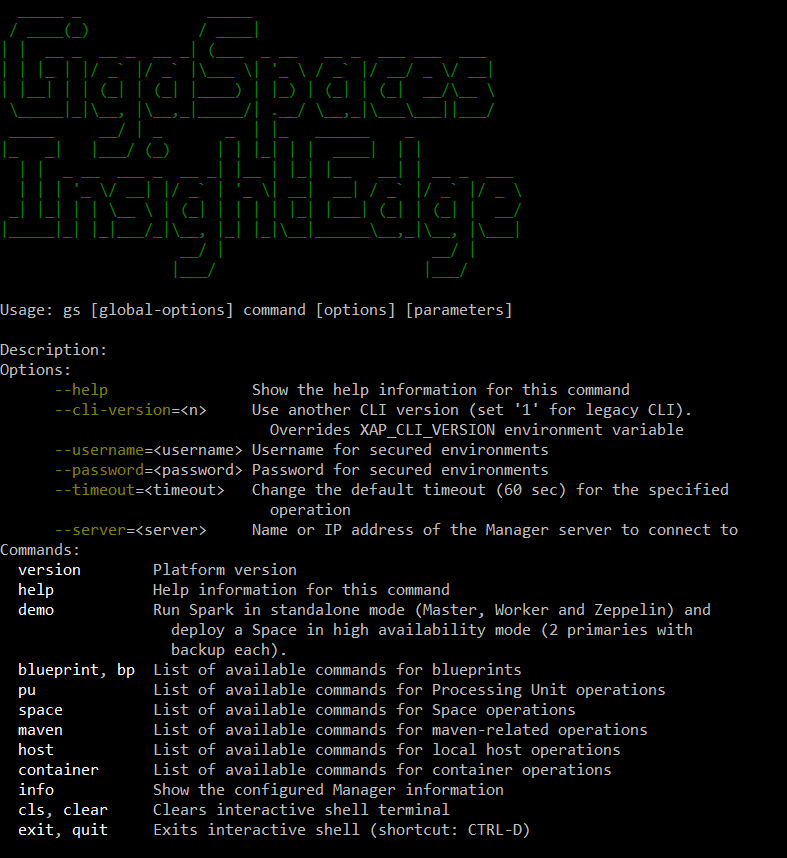 GigaSpaces
InsightEdge
Usage: gs [global-options] command [options] [parameters]
Description:
Options:
--help Show the help information for this command
--cli-version=<n> Use another CLI version (set '1' for legacy CLI).
Overrides XAP_CLI_VERSION environment variable
--username=<username> Username for secured environments
--password=<password> Password for secured environments
--timeout=<timeout> Change the default timeout (60 sec) for the specified
operation
--server=<server> Name or IP address of the Manager server to connect to
Commands:
version Platform version
help Help information for this command
demo Run Spark in standalone mode (Master, Worker and Zeppelin) and
deploy a Space in high availability mode (2 primaries with
backup each).
blueprint, bp List of available commands for blueprints
pu List of available commands for Processing Unit operations
space List of available commands for Space operations
maven List of available commands for maven-related operations
host List of available commands for local host operations
container List of available commands for container operations
info Show the configured Manager information
cls, clear Clears interactive shell terminal
exit, quit Exits interactive shell (shortcut: CTRL-D)